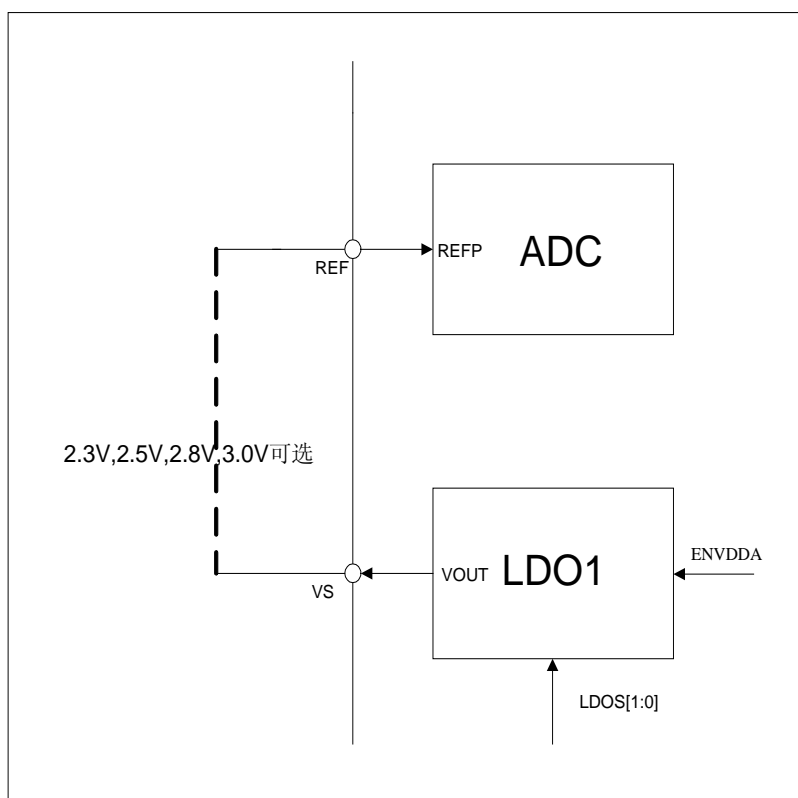 REFP
ADC
REF
2.3V,2.5V,2.8V,3.0V可选
ENVDDA
VOUT
LDO1
VS
LDOS[1:0]